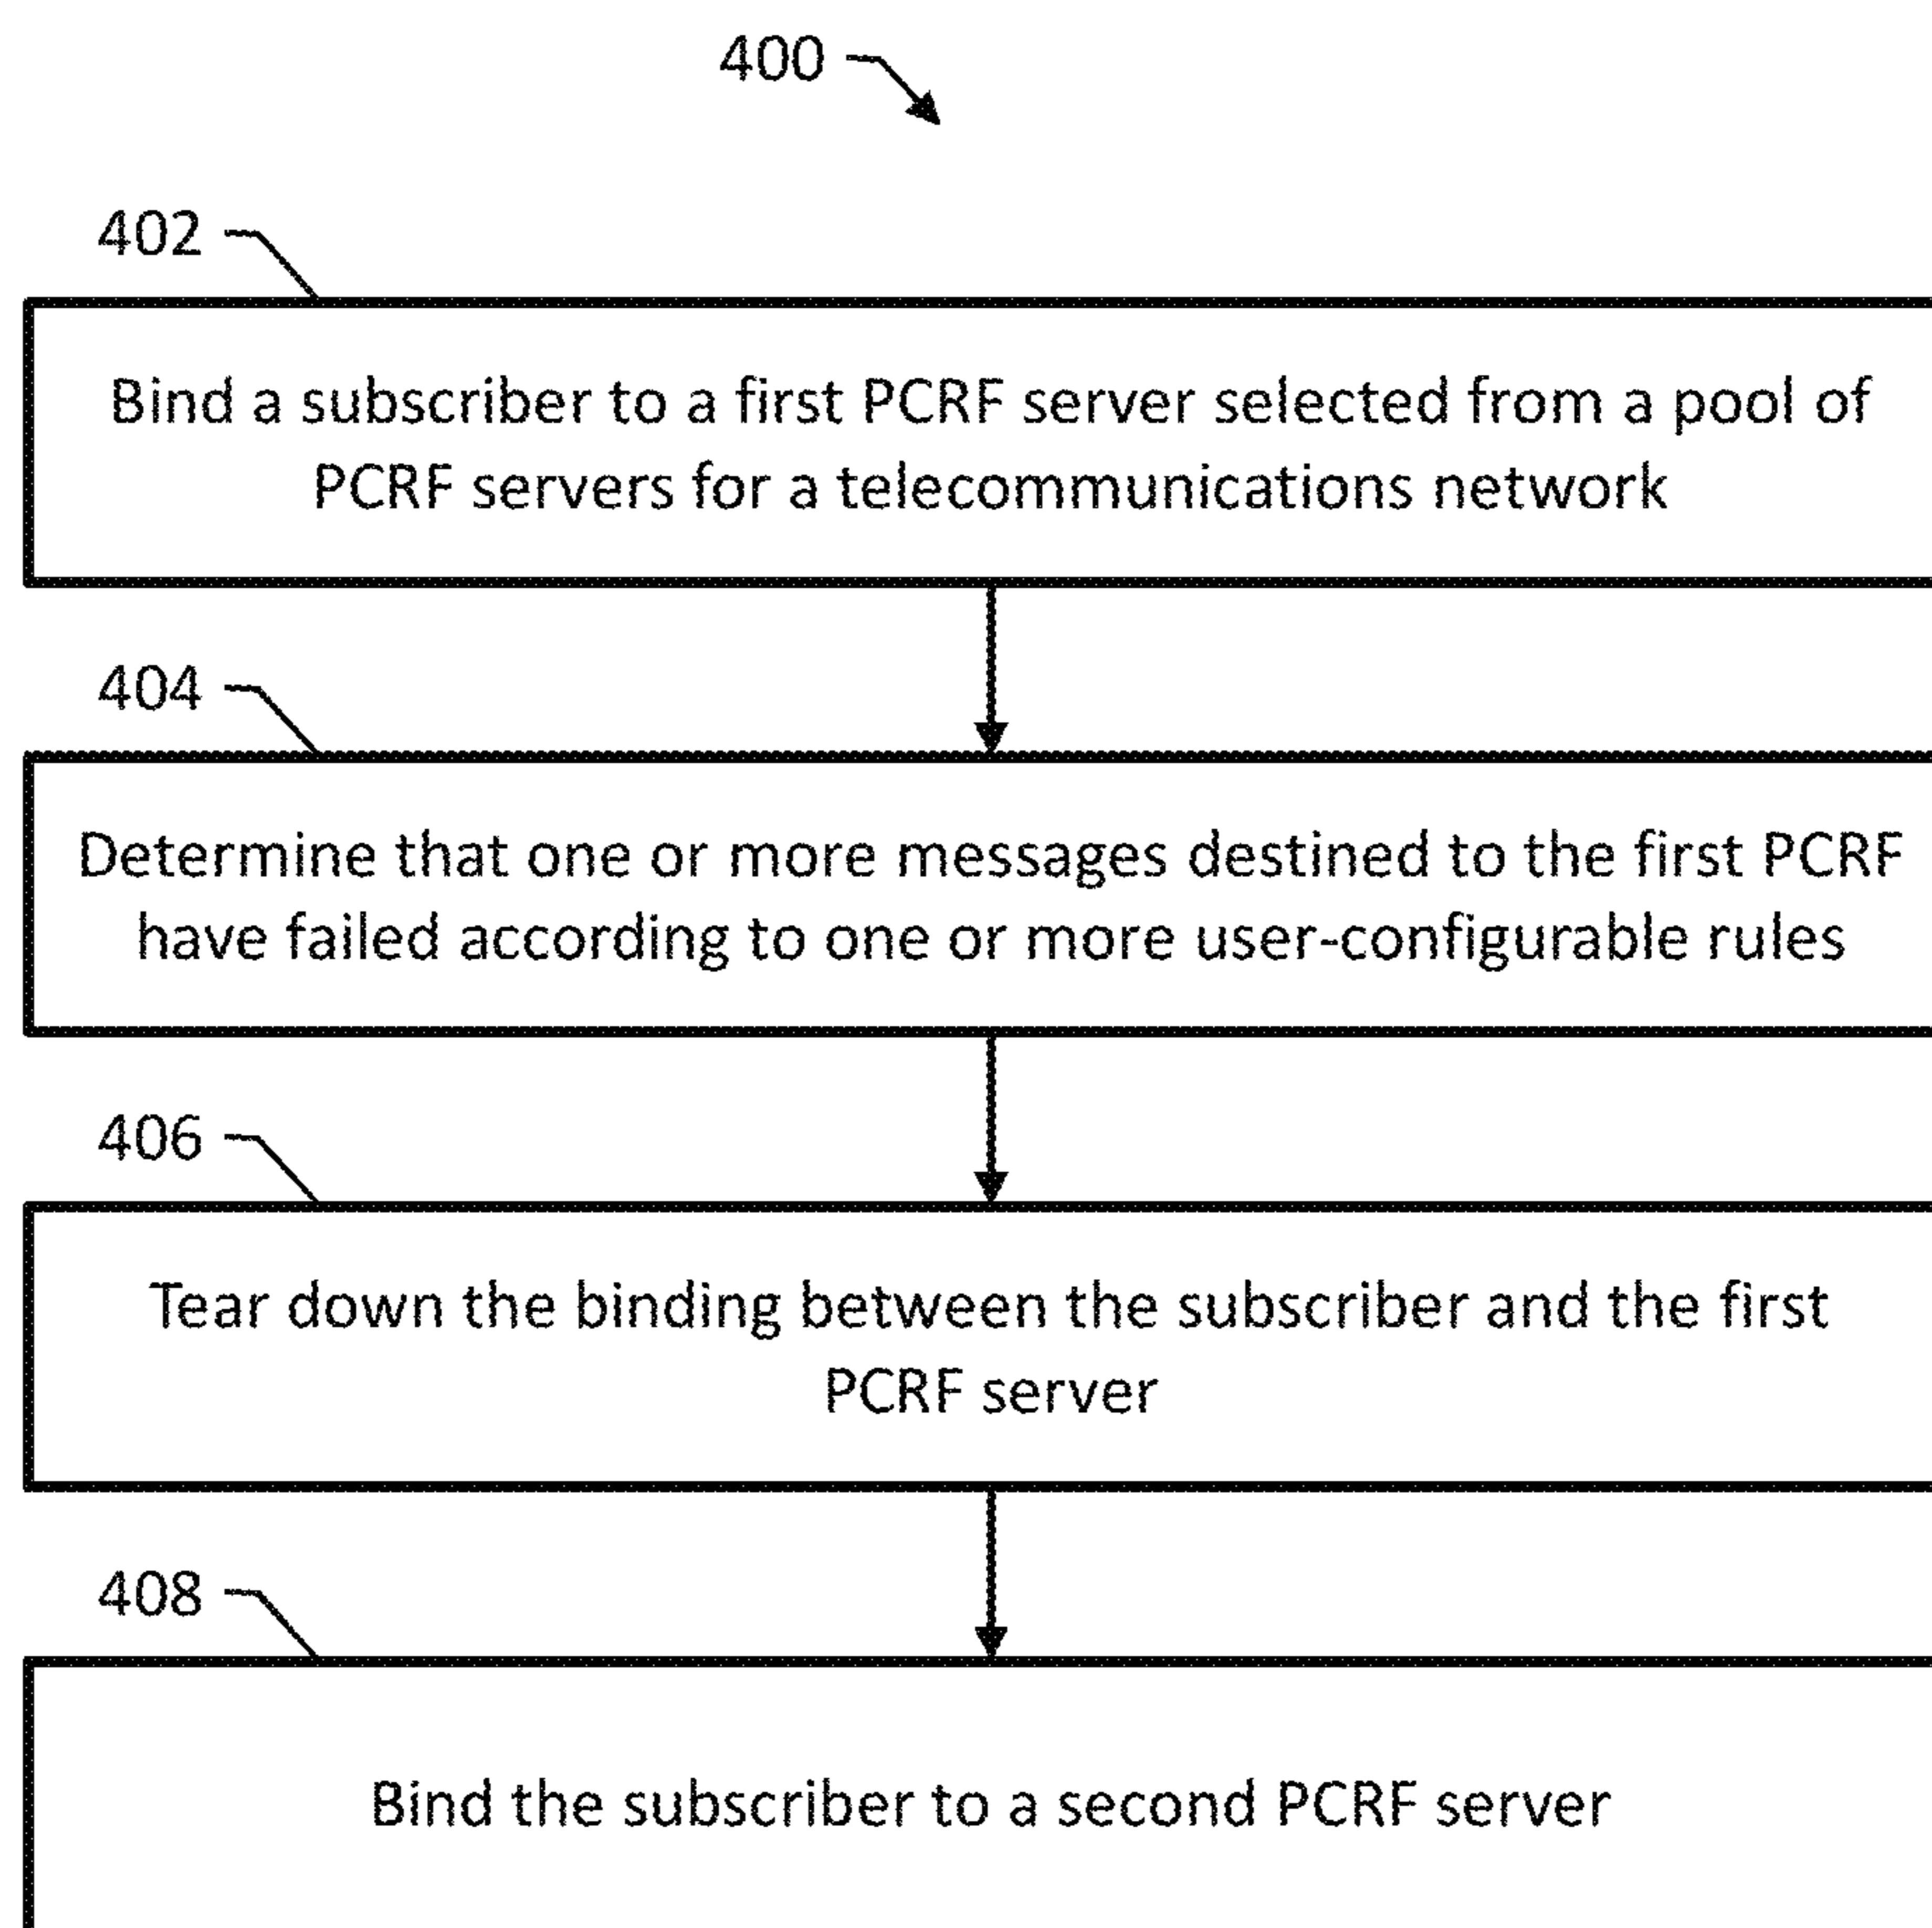 400
402
Bind a subscriber to a first PCRF server selected from a pool of
PCRF servers for a telecommunications network
404
Determine that one or more messages destined to the first PCRF
have failed according to one or more user-configurable rules
406
Tear down the binding between the subscriber and the first
PCRF server
408
Bind the subscriber to a second PCRF server